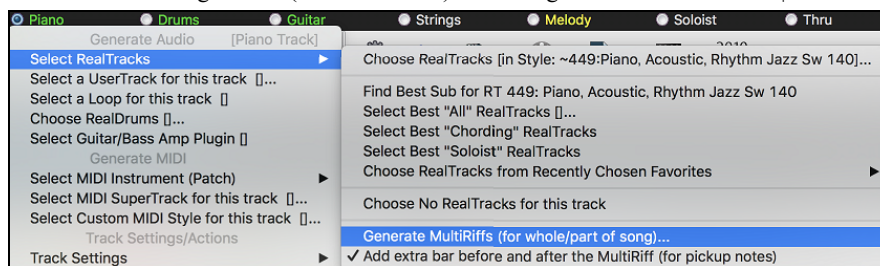 Piano Drums Guitar Strings Melody Soloist Thru
Generate Audio [Piano Track]
Select RealTracks
Select a UserTrack for this track []...
Select a Loop for this track []
Choose RealDrums []...
Select Guitar/Bass Amp Plugin []
Generate MIDI
Select MIDI Instrument (Patch)
Select MIDI SuperTrack for this track []...
Select Custom MIDI Style for this track []...
Track Settings/Actions
Track Settings
Choose RealTracks [in Style: ~449:Piano, Acoustic, Rhythm Jazz Sw 140]...
Find Best Sub for RT 449: Piano, Acoustic, Rhythm Jazz Sw 140
Select Best "All" RealTracks []...
Select Best "Chording" RealTracks
Select Best "Soloist" RealTracks
Choose RealTracks from Recently Chosen Favorites
Choose No RealTracks for this track
Generate MultiRiffs (for whole/part of song)...
✓ Add extra bar before and after the MultiRiff (for pickup notes)